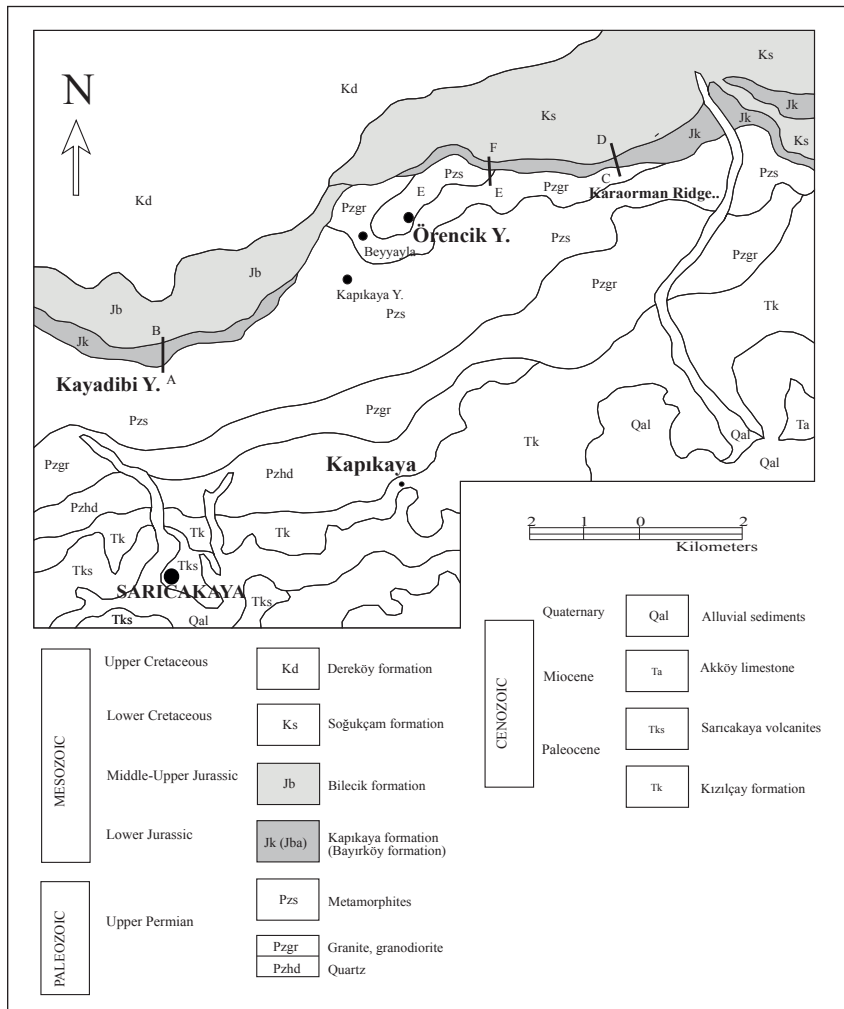 N
Kd
Ks
Ks
Jk
Jk
Ks
Kd
Jb
Jb
Jk
B
A
Kayadibi Y.
F
E
D
C
Jk
Pzs
E
Pzgr
Pzgr
Karaorman Ridge..
Pzs
Örencik Y.
Beyyayla
Kapıkaya Y.
Pzs
Pzs
Pzgr
Pzgr
Tk
Pzs
Pzgr
Pzgr
Pzhd
Kapıkaya
Tk
Qal
Qal
Ta
Qal
Pzhd
Tk
Tk
Tk
Tks
Tks
SARICAKAYA
Tks
Tks
Qal
2 1 0 2
Kilometers
MESOZOIC
Upper Cretaceous
Kd
Dereköy formation
Lower Cretaceous
Ks
Soğukçam formation
Middle-Upper Jurassic
Jb
Bilecik formation
Lower Jurassic
Jk (Jba)
Kapıkaya formation
(Bayırköy formation)
PALEOZOIC
Upper Permian
Pzs
Metamorphites
Pzgr
Granite, granodiorite
Pzhd
Quartz
CENOZOIC
Quaternary
Qal
Alluvial sediments
Miocene
Ta
Akköy limestone
Paleocene
Tks
Sarıcakaya volcanites
Tk
Kızılçay formation